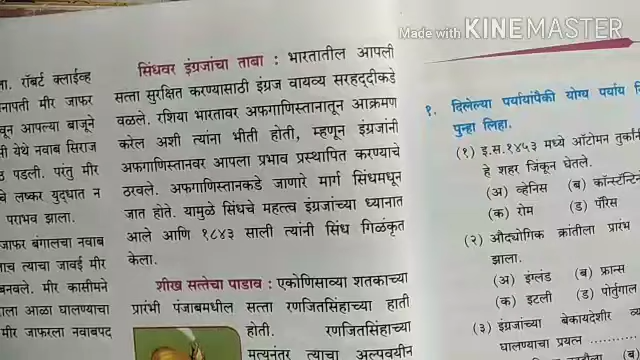 Made with KINEMASTER
ता. रॉबर्ट क्लाईव्ह
नापती मीर जाफर
वून आपल्या बाजूने
सी येथे नवाब सिराज
पडली. परंतु मीर
चे लष्कर युद्धात न
पराभव झाला.
जाफर बंगालचा नवाब
ाच त्याचा जावई मीर
बनवले. मीर कासीमने
ाला आळा घालण्याचा
मीर जाफरला नवाबपद
सिंधवर इंग्रजांचा ताबा : भारतातील आपली
सत्ता सुरक्षित करण्यासाठी इंग्रज वायव्य सरहद्दीकडे
वळले. रशिया भारतावर अफगाणिस्तानातून आक्रमण
करेल अशी त्यांना भीती होती, म्हणून इंग्रजांनी
अफगाणिस्तानवर आपला प्रभाव प्रस्थापित करण्याचे
ठरवले. अफगाणिस्तानकडे जाणारे मार्ग सिंधमधून
जात होते. यामुळे सिंधचे महत्त्व इंग्रजांच्या ध्यानात
आले आणि १८४३ साली त्यांनी सिंध गिळंकृत
केला.
शीख सत्तेचा पाडाव : एकोणिसाव्या शतकाच्या
प्रारंभी पंजाबमधील सत्ता रणजितसिंहाच्या हाती
होती. रणजितसिंहाच्या
मृत्यूनंतर त्याचा अल्पवयीन
१. दिलेल्या पर्यायांपैकी योग्य पर्याय
पुन्हा लिहा.
(१) इ.स.१४५३ मध्ये ऑटोमन तुर्कांनी
हे शहर जिंकून घेतले.
(अ) व्हेनिस (ब) कॉन्स्टॅन्टिनो
(क) रोम (ड) पॅरिस
(२) औद्योगिक क्रांतीला प्रारंभ
झाला.
(अ) इंग्लंड (ब) फ्रान्स
(क) इटली (ड) पोर्तुगाल
(३) इंग्रजांच्या बेकायदेशीर व्या
घालण्याचा प्रयत्न ..........